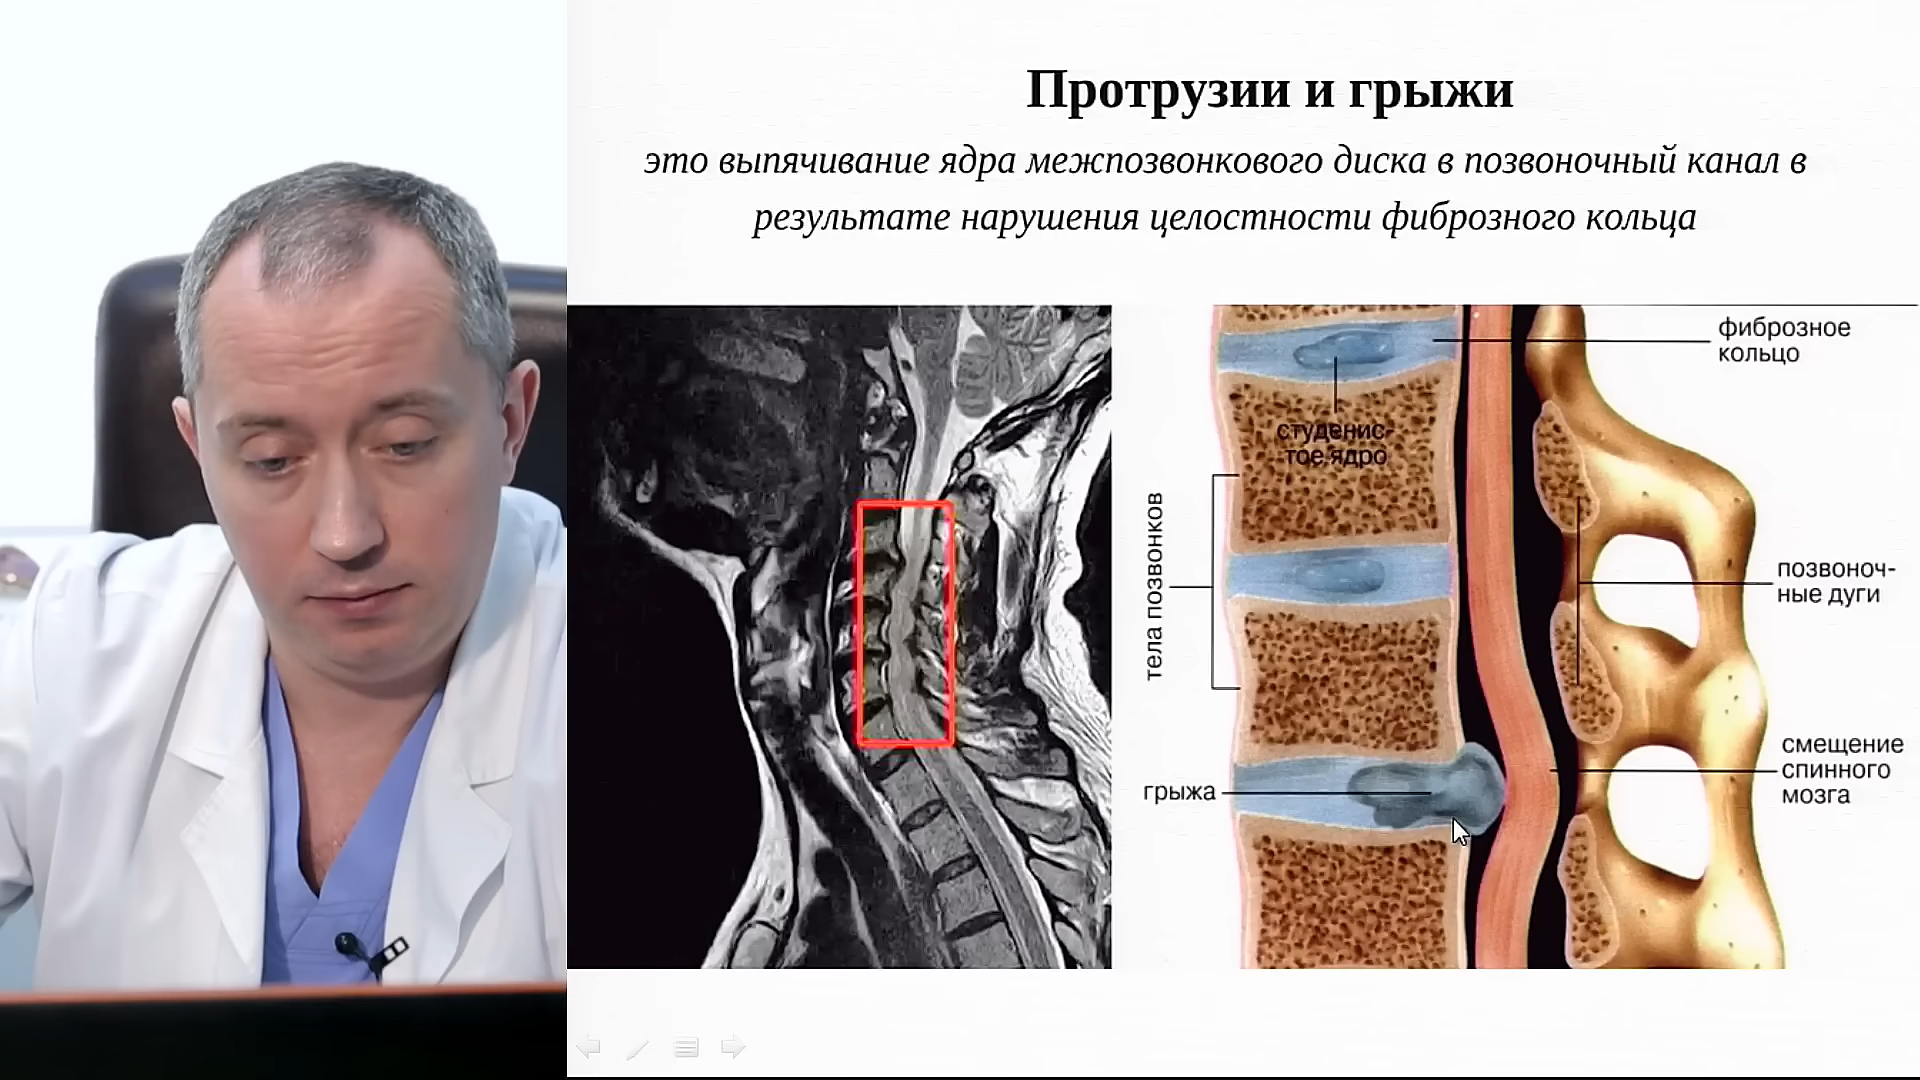 Протрузии и грыжи
это выпячивание ядра межпозвонкового диска в позвоночный канал в
результате нарушения целостности фиброзного кольца
фиброзное
кольцо
студенис-
тое ядро
тела позвонков
позвоноч-
ные дуги
смещение
спинного
мозга
грыжа